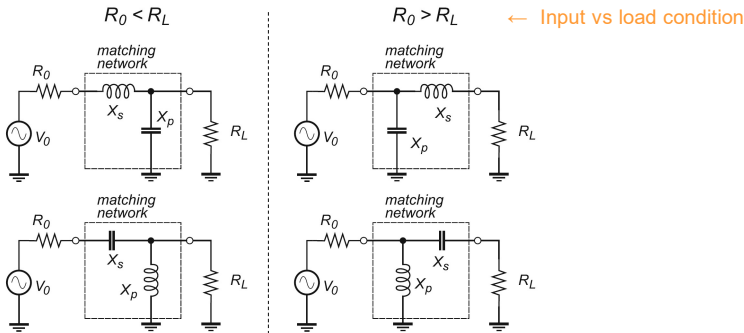 R0 < RL
R0 > RL
← Input vs load condition
matching
network
R0
Xs
Xp
V0
RL
matching
network
R0
Xs
Xp
V0
RL
matching
network
R0
Xs
Xp
V0
RL
matching
network
R0
Xs
Xp
V0
RL